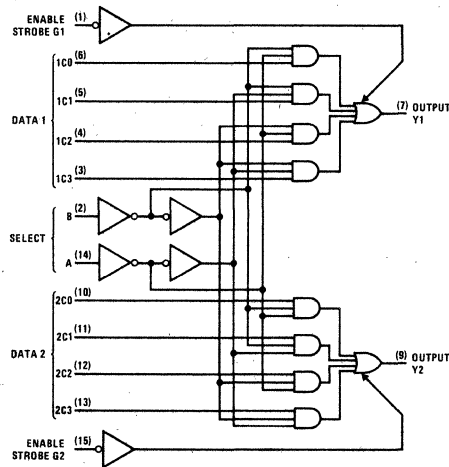 ENABLE
STROBE G1
(1)
(6)
1C0
(5)
1C1
DATA 1
(4)
1C2
(3)
1C3
(7)
OUTPUT
Y1
(2)
B
SELECT
(14)
A
(10)
2C0
(11)
2C1
DATA 2
(12)
2C2
(13)
2C3
(9)
OUTPUT
Y2
ENABLE
STROBE G2
(15)